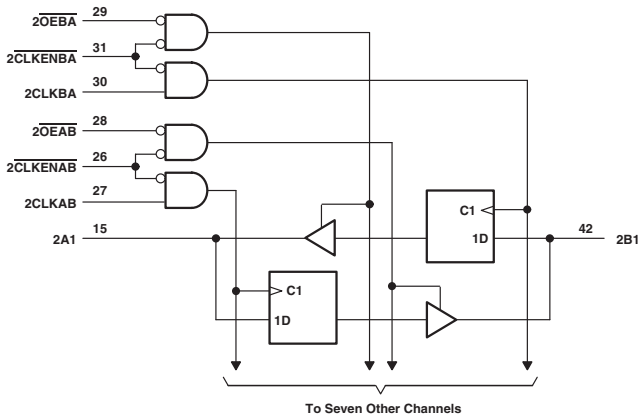 2OEBA 29
2CLKENBA 31
2CLKBA 30
2OEAB 28
2CLKENAB 26
2CLKAB 27
2A1 15
C1
1D
42 2B1
C1
1D
To Seven Other Channels